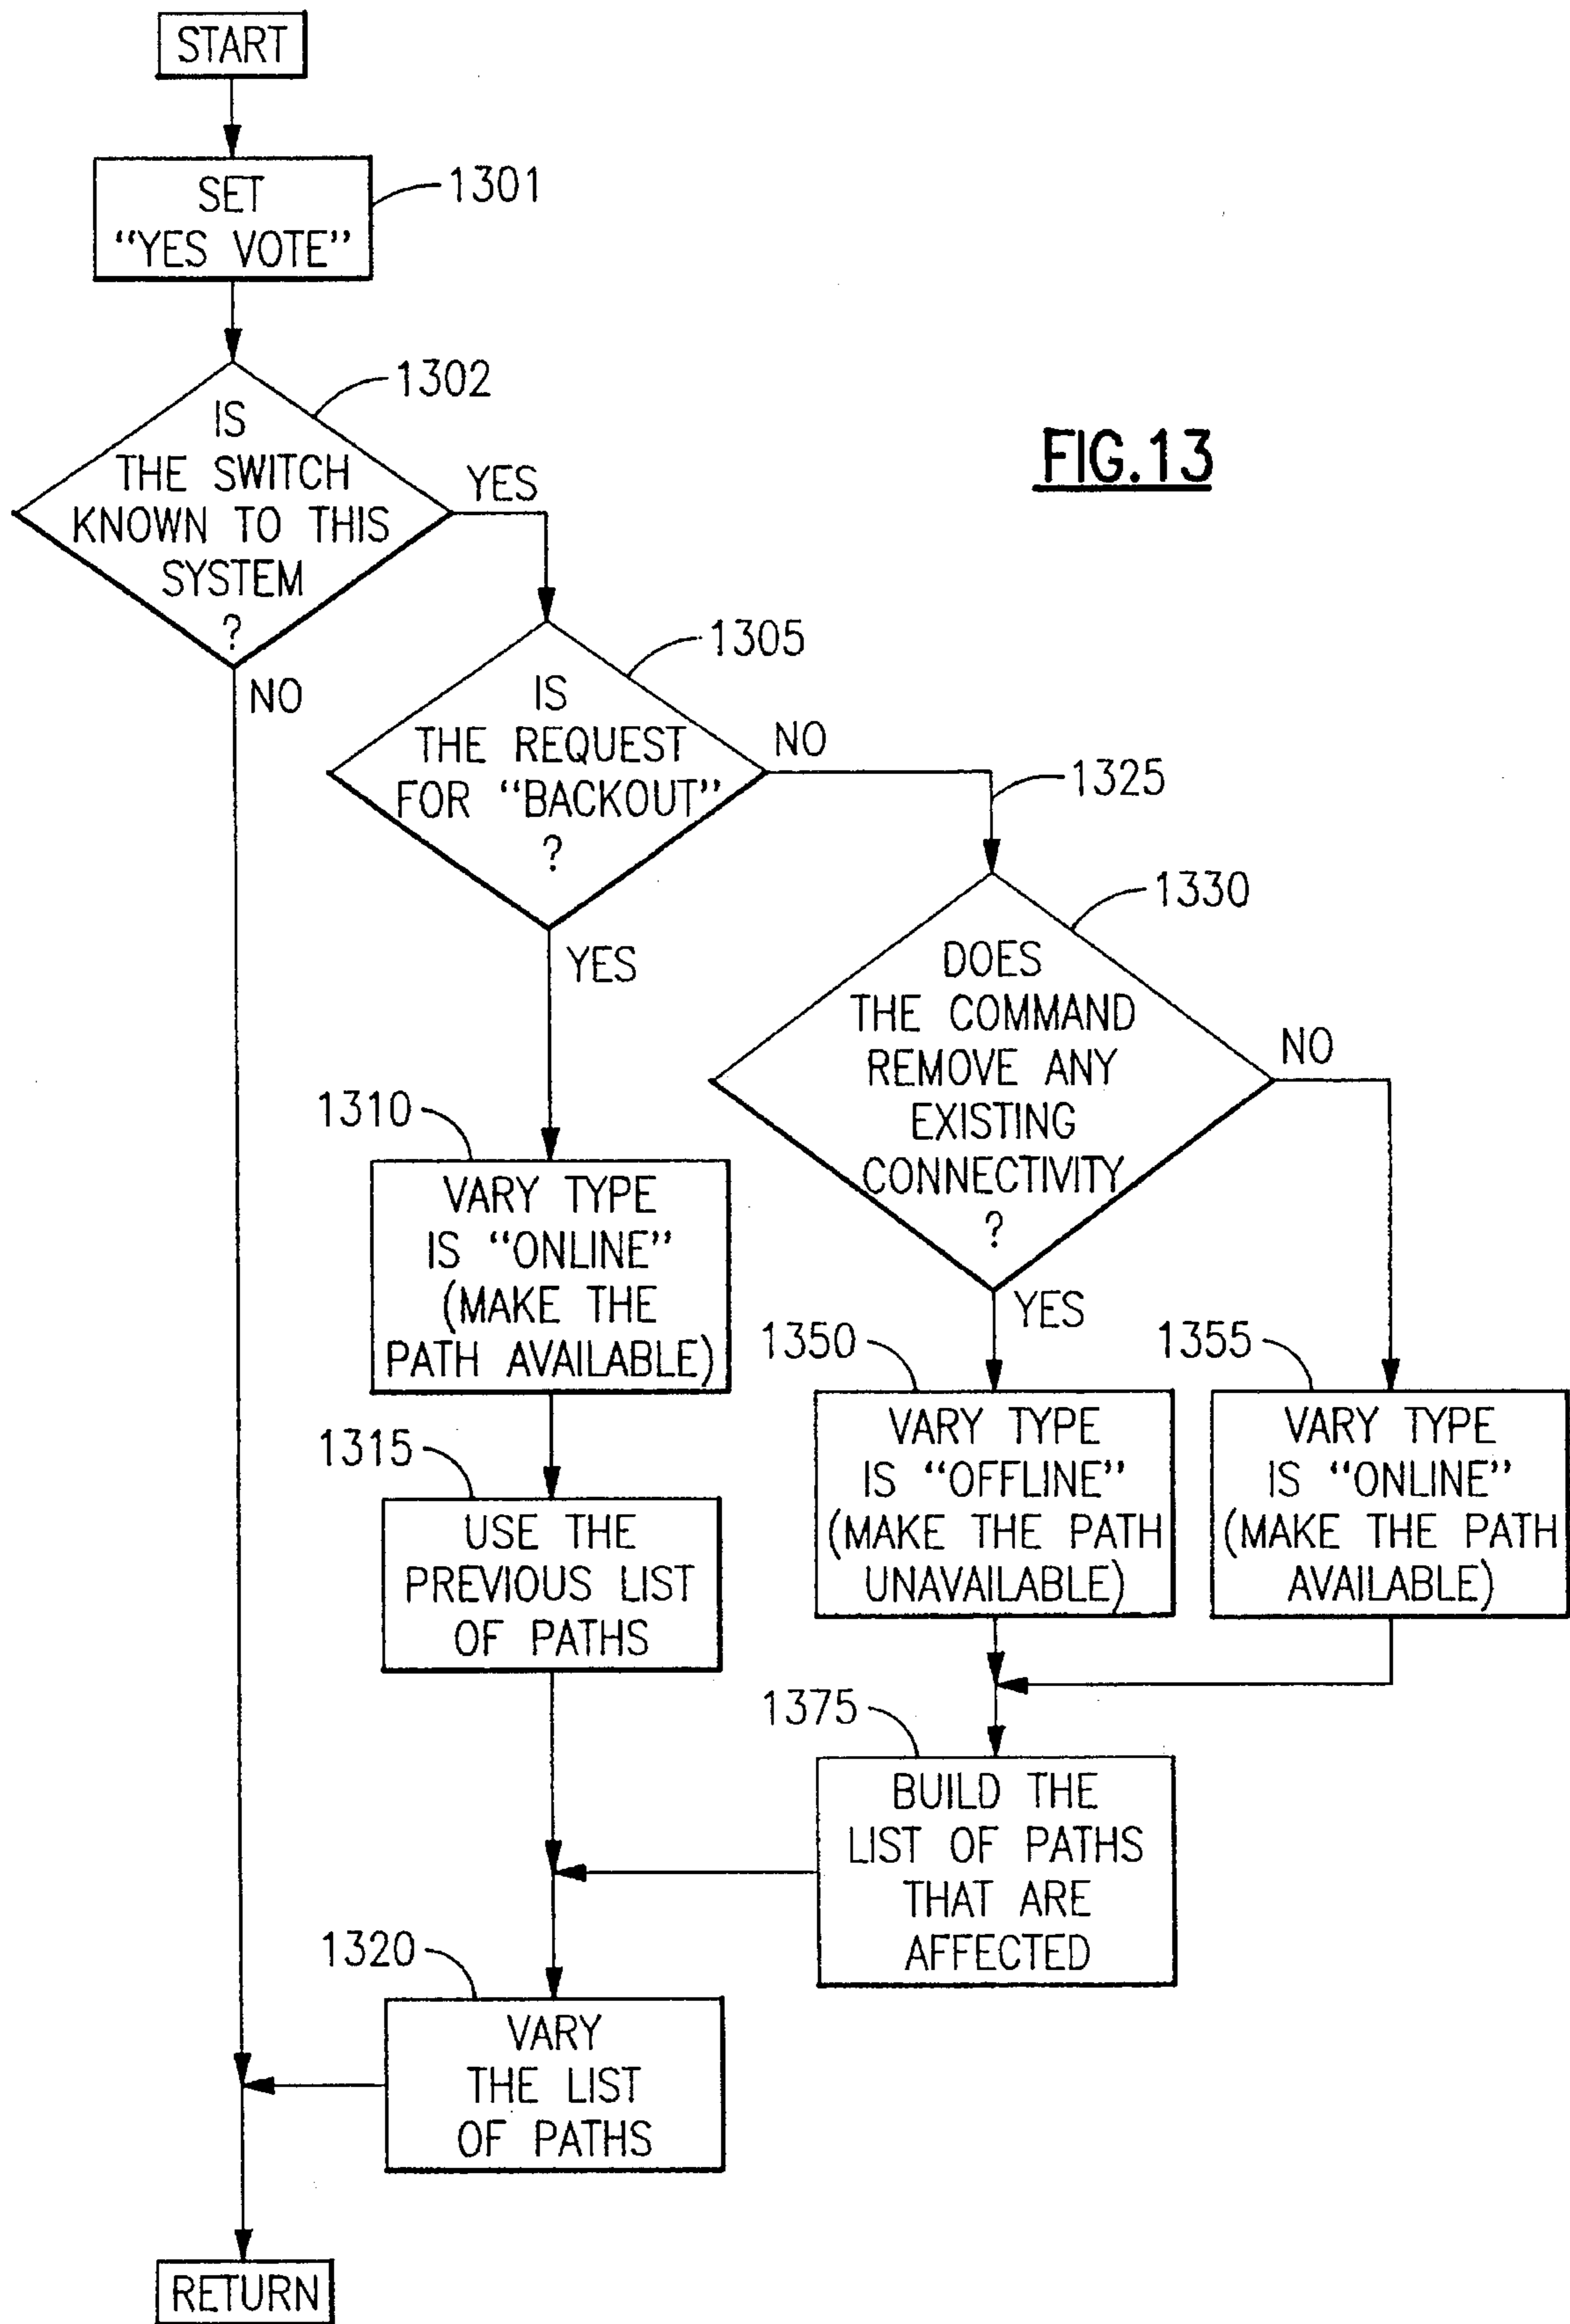 START
SET
“YES VOTE”
1301
1302
IS
THE SWITCH
KNOWN TO THIS
SYSTEM
?
YES
NO
FIG.13
1305
IS
THE REQUEST
FOR “BACKOUT”
?
NO
YES
1325
1330
DOES
THE COMMAND
REMOVE ANY
EXISTING
CONNECTIVITY
?
NO
YES
1310
VARY TYPE
IS “ONLINE”
(MAKE THE
PATH AVAILABLE)
1350
VARY TYPE
IS “OFFLINE”
(MAKE THE PATH
UNAVAILABLE)
1355
VARY TYPE
IS “ONLINE”
(MAKE THE PATH
AVAILABLE)
1315
USE THE
PREVIOUS LIST
OF PATHS
1375
BUILD THE
LIST OF PATHS
THAT ARE
AFFECTED
1320
VARY
THE LIST
OF PATHS
RETURN